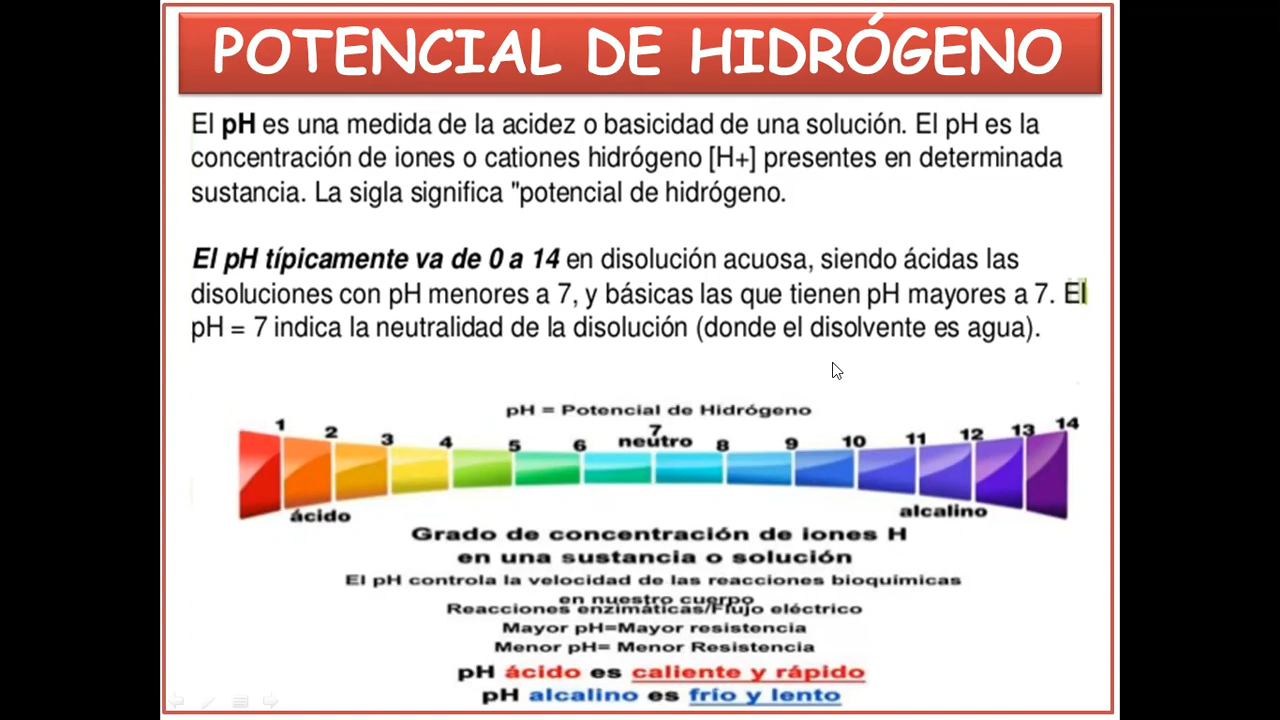 POTENCIAL DE HIDRÓGENO
El pH es una medida de la acidez o basicidad de una solución. El pH es la
concentración de iones o cationes hidrógeno [H+] presentes en determinada
sustancia. La sigla significa "potencial de hidrógeno.
El pH típicamente va de 0 a 14 en disolución acuosa, siendo ácidas las
disoluciones con pH menores a 7, y básicas las que tienen pH mayores a 7. El
pH = 7 indica la neutralidad de la disolución (donde el disolvente es agua).
pH = Potencial de Hidrógeno
1 2 3 4 5 6 7 8 9 10 11 12 13 14
neutro
ácido alcalino
Grado de concentración de iones H
en una sustancia o solución
El pH controla la velocidad de las reacciones bioquímicas
en nuestro cuerpo
Reacciones enzimáticas/Flujo eléctrico
Mayor pH=Mayor resistencia
Menor pH= Menor Resistencia
pH ácido es caliente y rápido
pH alcalino es frío y lento